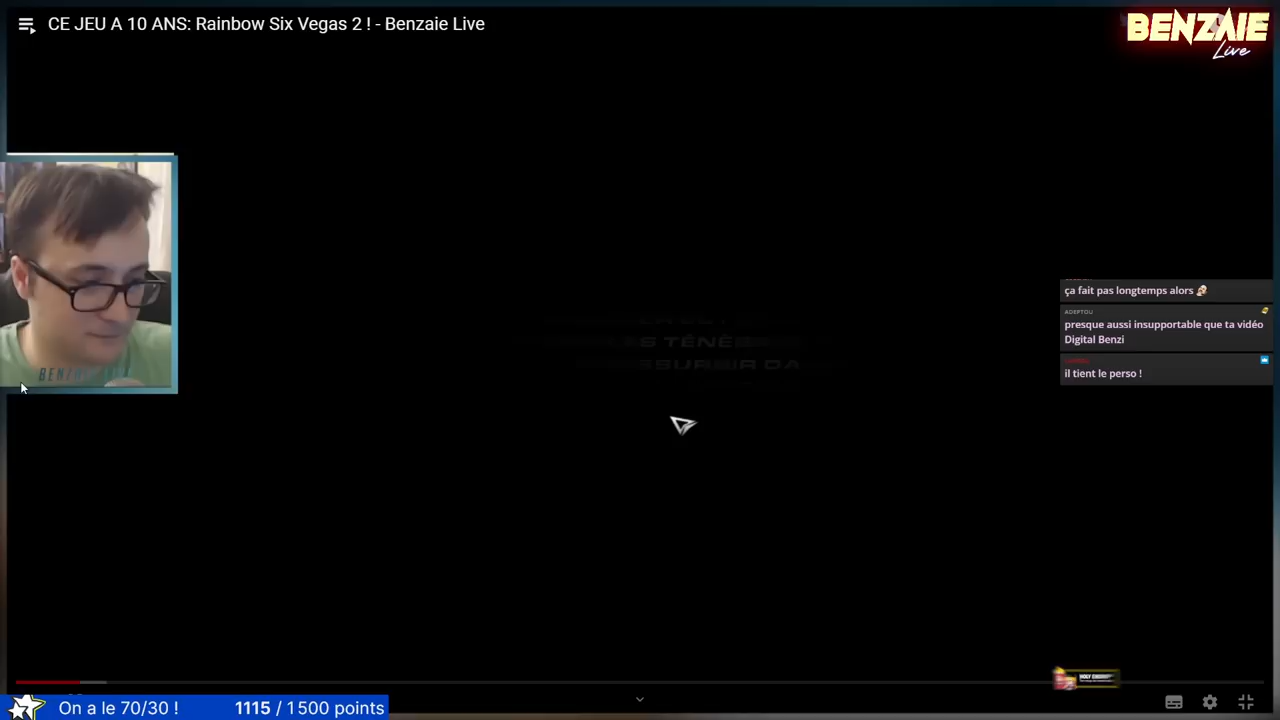 CE JEU A 10 ANS: Rainbow Six Vegas 2 ! - Benzaie Live
BENZAIE
Live
ça fait pas longtemps alors
ADEPTOU
presque aussi insupportable que ta vidéo
Digital Benzi
il tient le perso !
On a le 70/30 !
1115 / 1500 points